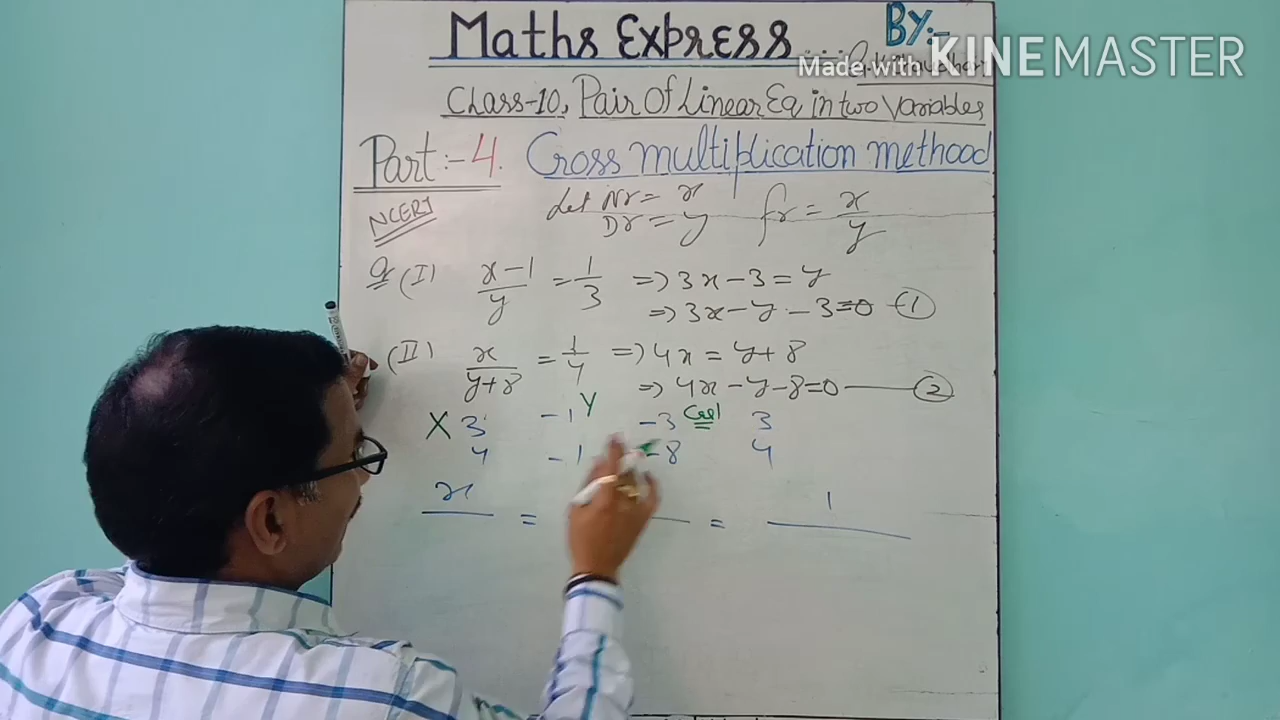 Maths Express
BY:-
Made with KINEMASTER
Class-10, Pair Of Linear Eq in two Variables
Part:- 4. Cross multiplication methood
NCERT
Let Nr = x
Dr = y
fr = x/y
Q (I) x-1/y = 1/3 => 3x-3 = y
=> 3x-y-3=0 -(1)
(II) x/y+8 = 1/4 => 4x = y+8
=> 4x-y-8=0 —(2)
X 3 -1 Y -3 3
4 -1 -8 4
x/ = / = 1/